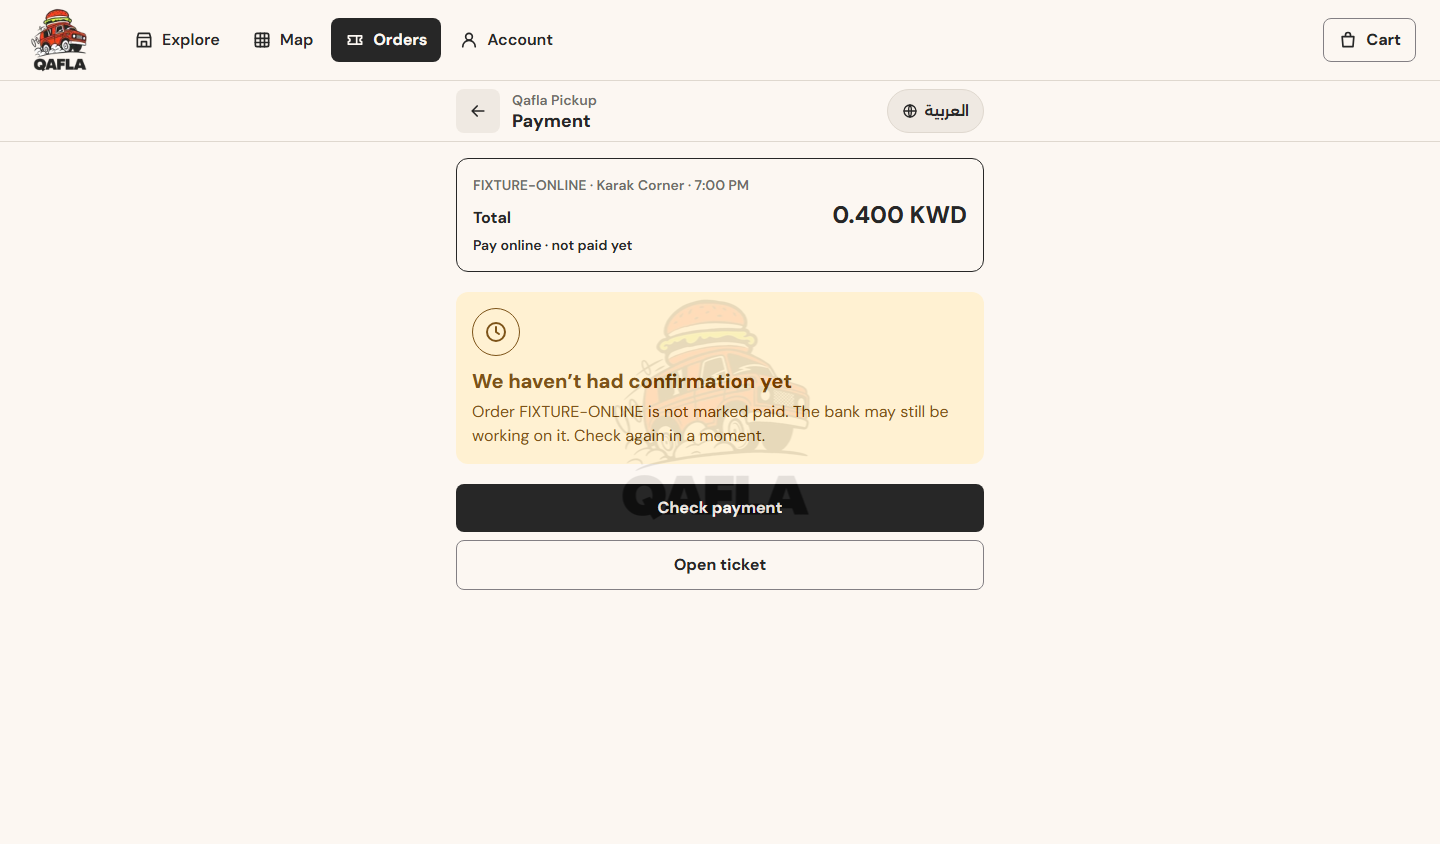 QAFLA
Explore
Map
Orders
Account
Cart
Qafla Pickup
Payment
العربية
FIXTURE-ONLINE · Karak Corner · 7:00 PM
Total
0.400 KWD
Pay online · not paid yet
We haven’t had confirmation yet
Order FIXTURE-ONLINE is not marked paid. The bank may still be
working on it. Check again in a moment.
QAFLA
Check payment
Open ticket